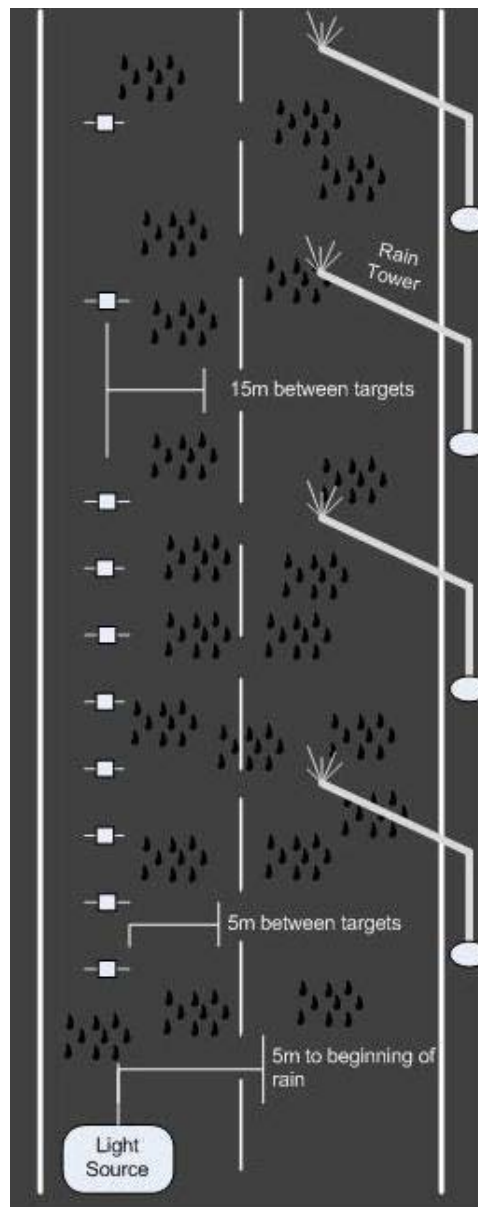 Rain
Tower
15m between targets
5m between targets
5m to beginning of
rain
Light
Source